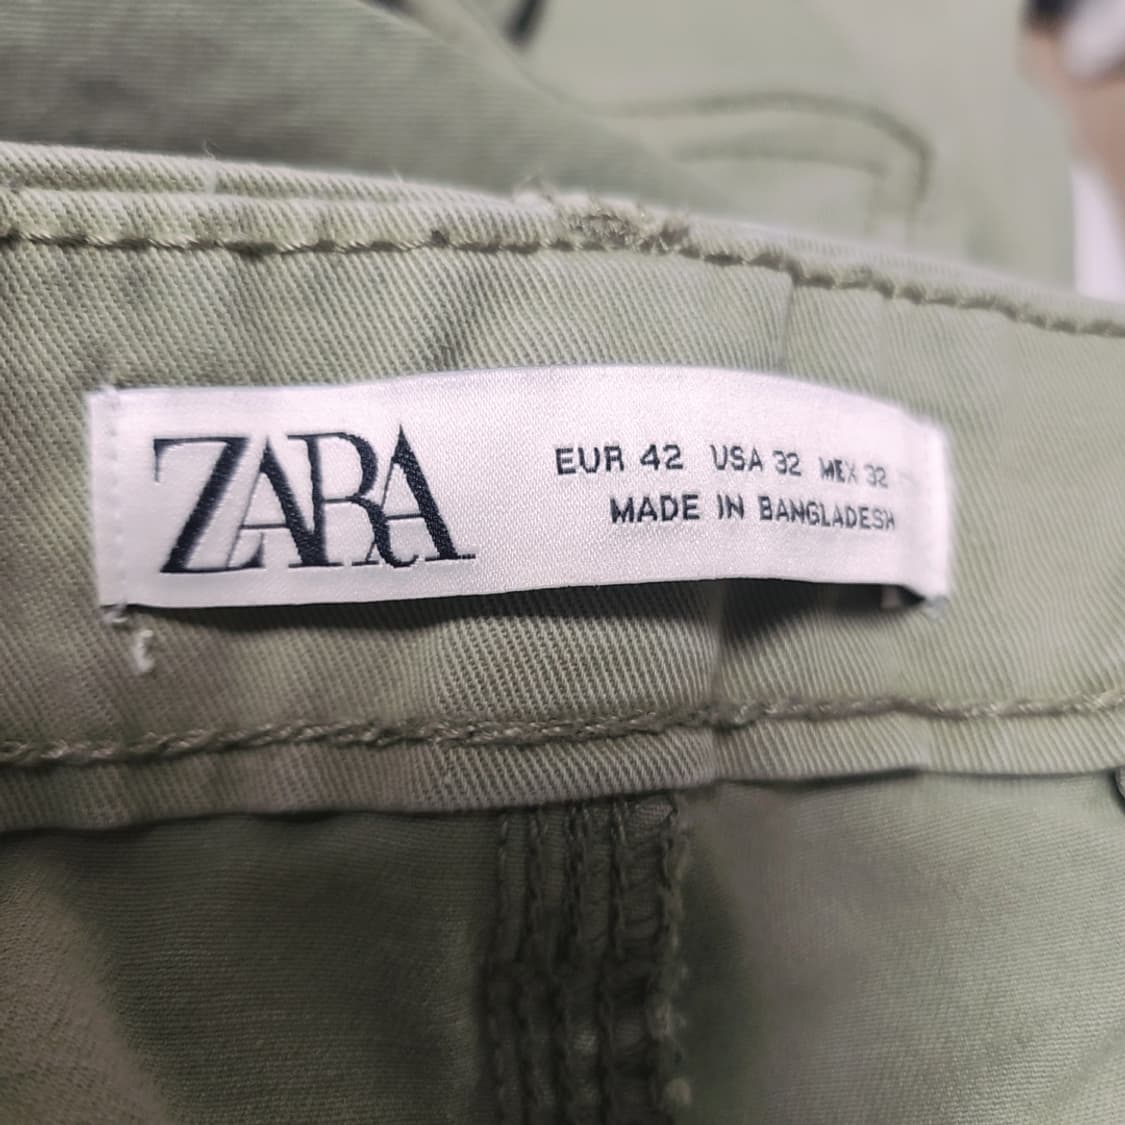 ZARA
EUR 42 USA 32 MEX 32
MADE IN BANGLADESH